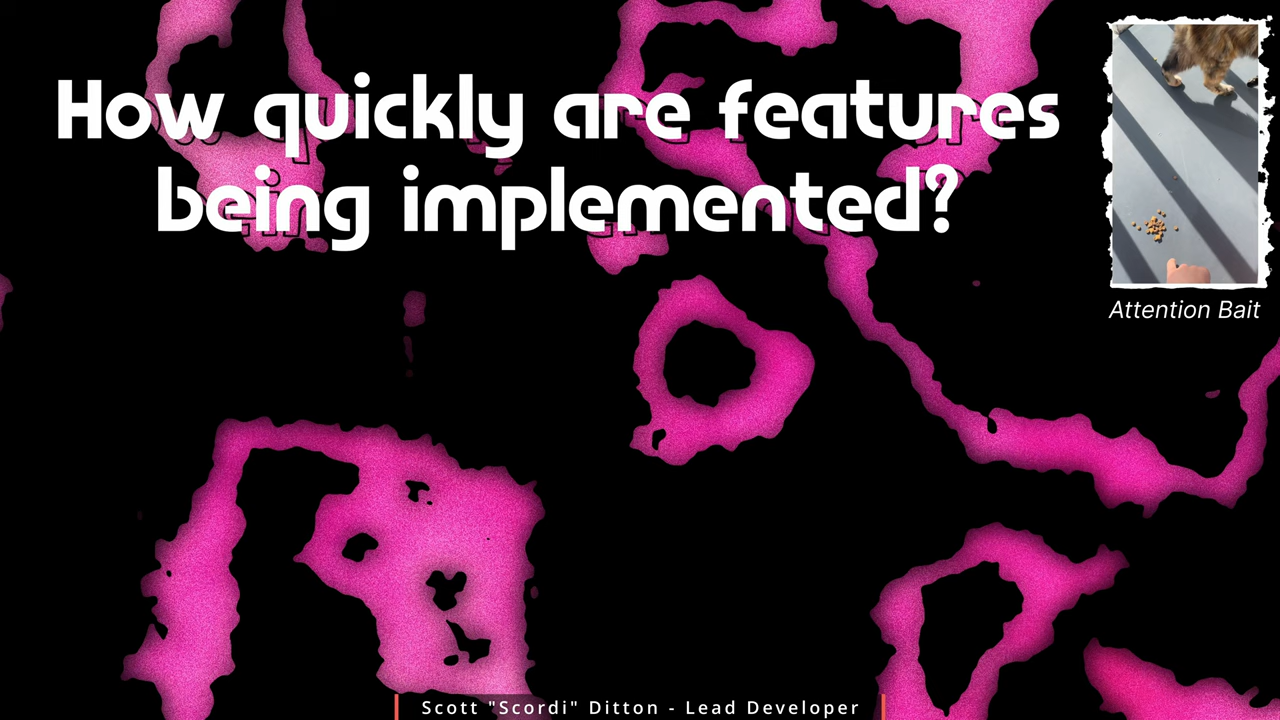 How quickly are features
being implemented?
Attention Bait
Scott "Scordi" Ditton - Lead Developer